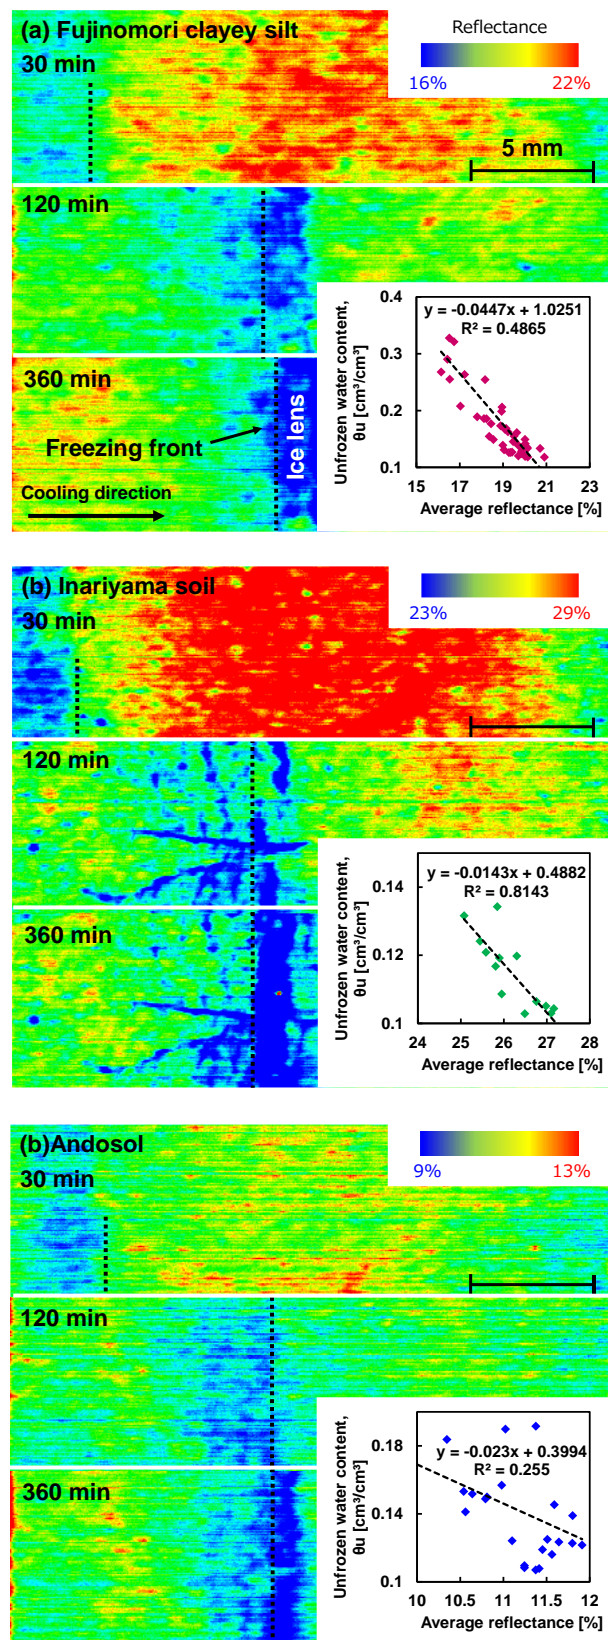 (a) Fujinomori clayey silt
Reflectance
30 min
16%
22%
5 mm
120 min
0.4
0.3
0.2
0.1
y = -0.0447x + 1.0251
R² = 0.4865
Unfrozen water content,
θu [cm³/cm³]
15 17 19 21 23
Average reflectance [%]
360 min
Freezing front
Ice lens
Cooling direction
(b) Inariyama soil
30 min
23%
29%
120 min
0.14
0.12
0.1
y = -0.0143x + 0.4882
R² = 0.8143
Unfrozen water content,
θu [cm³/cm³]
24 25 26 27 28
Average reflectance [%]
360 min
(b)Andosol
30 min
9%
13%
120 min
0.18
0.14
0.1
y = -0.023x + 0.3994
R² = 0.255
Unfrozen water content,
θu [cm³/cm³]
10 10.5 11 11.5 12
Average reflectance [%]
360 min